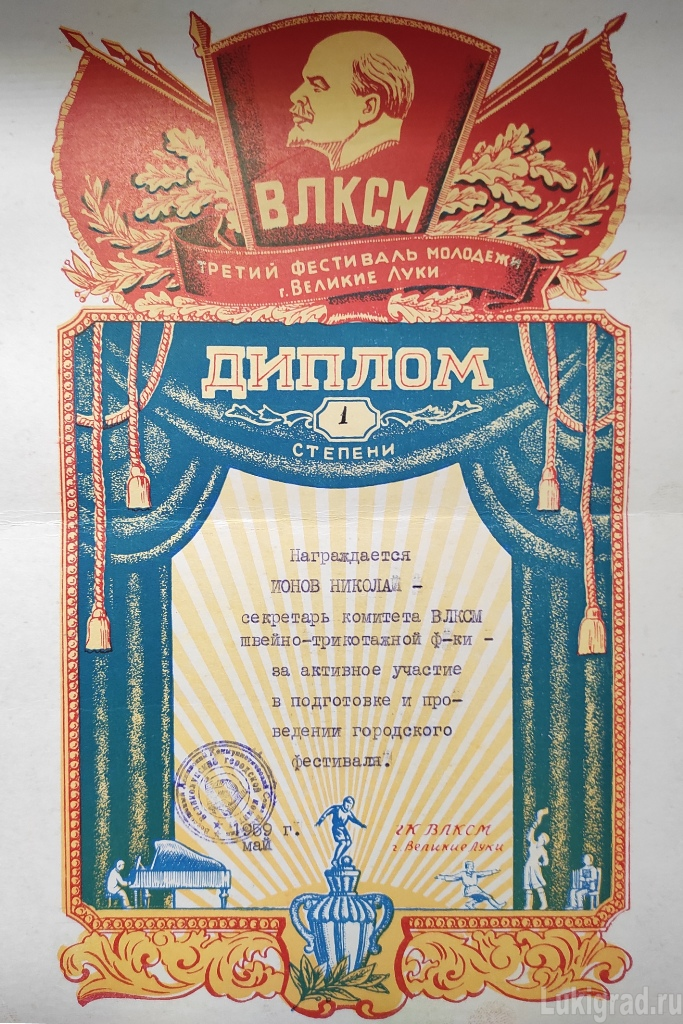 ВЛКСМ
ТРЕТИЙ ФЕСТИВАЛЬ МОЛОДЕЖИ
г. ВЕЛИКИЕ ЛУКИ
ДИПЛОМ
1
СТЕПЕНИ
Награждается
ИОНОВ НИКОЛАЙ -
секретарь комитета ВЛКСМ
швейно-трикотажной ф-ки -
за активное участие
в подготовке и про-
ведении городского
фестиваля.
1959 г.
май
ГК ВЛКСМ
г. Великие Луки
Lukigrad.ru